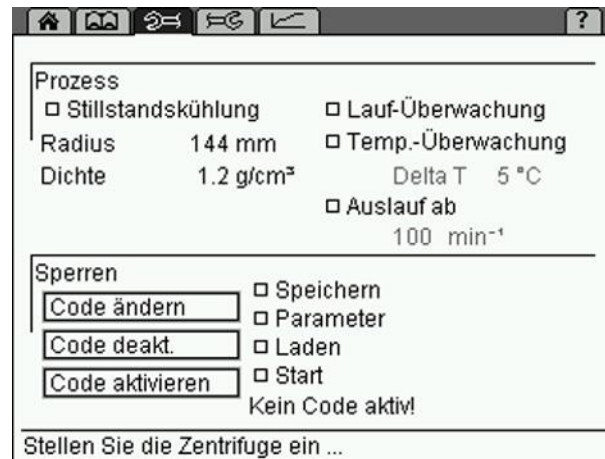 ?
Prozess
Stillstandskühlung
Radius 144 mm
Dichte 1.2 g/cm³
Lauf-Überwachung
Temp.-Überwachung
Delta T 5 °C
Auslauf ab
100 min⁻¹
Sperren
Code ändern
Code deakt.
Code aktivieren
Speichern
Parameter
Laden
Start
Kein Code aktiv!
Stellen Sie die Zentrifuge ein ...